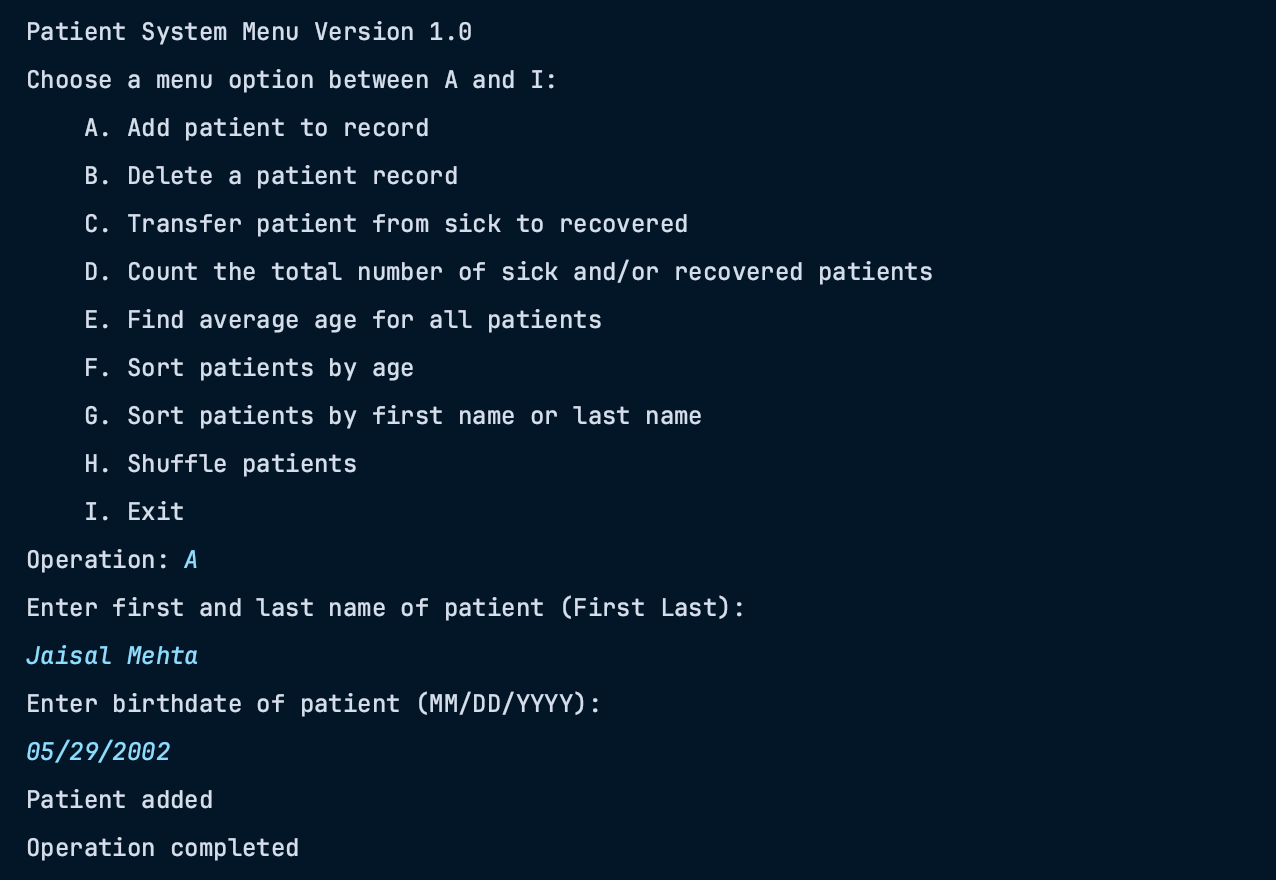 Patient System Menu Version 1.0
Choose a menu option between A and I:
A. Add patient to record
B. Delete a patient record
C. Transfer patient from sick to recovered
D. Count the total number of sick and/or recovered patients
E. Find average age for all patients
F. Sort patients by age
G. Sort patients by first name or last name
H. Shuffle patients
I. Exit
Operation: A
Enter first and last name of patient (First Last):
Jaisal Mehta
Enter birthdate of patient (MM/DD/YYYY):
05/29/2002
Patient added
Operation completed